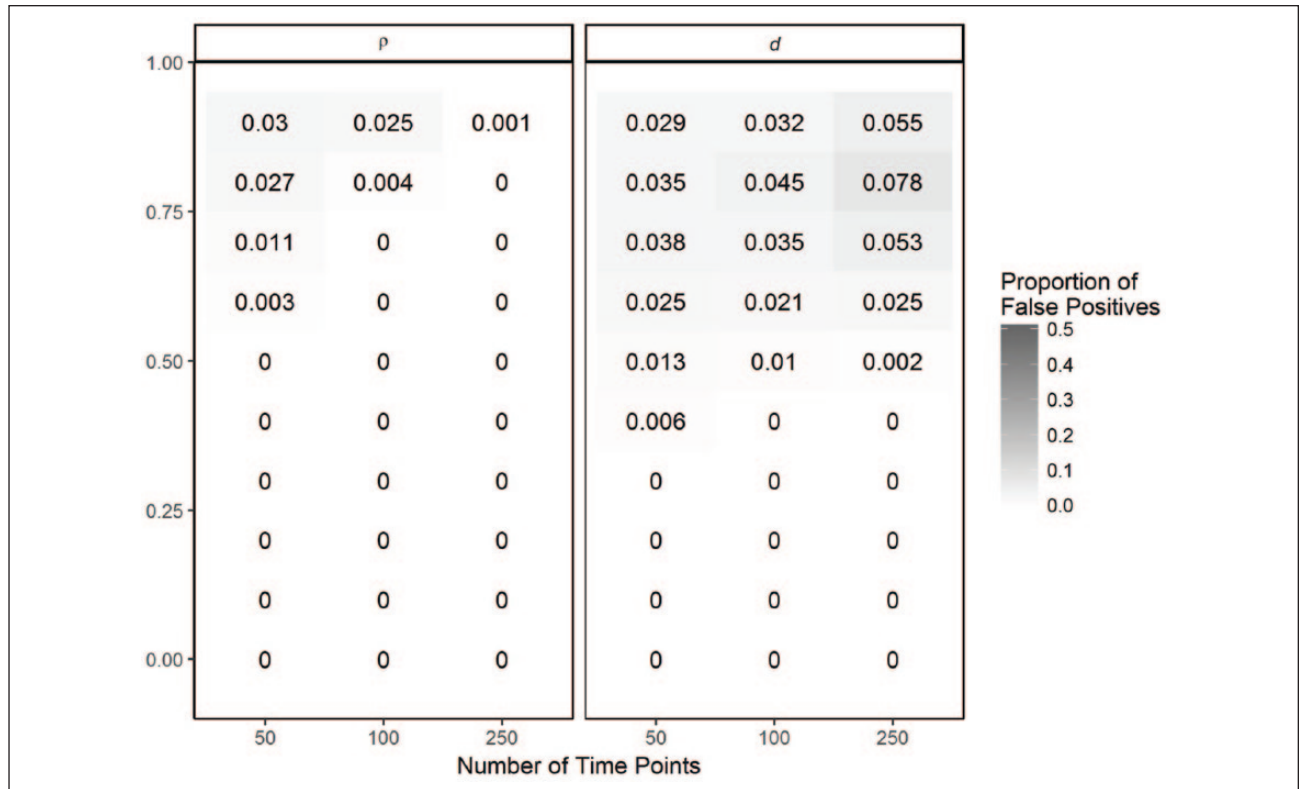 ρ d
1.00
0.03 0.025 0.001 0.029 0.032 0.055
0.027 0.004 0 0.035 0.045 0.078
0.75
0.011 0 0 0.038 0.035 0.053
0.003 0 0 0.025 0.021 0.025
0.50 0 0 0 0.013 0.01 0.002
0 0 0 0.006 0 0
0 0 0 0 0 0
0.25
0 0 0 0 0 0
0 0 0 0 0 0
0.00 0 0 0 0 0 0
50 100 250 50 100 250
Number of Time Points
Proportion of
False Positives
0.5
0.4
0.3
0.2
0.1
0.0